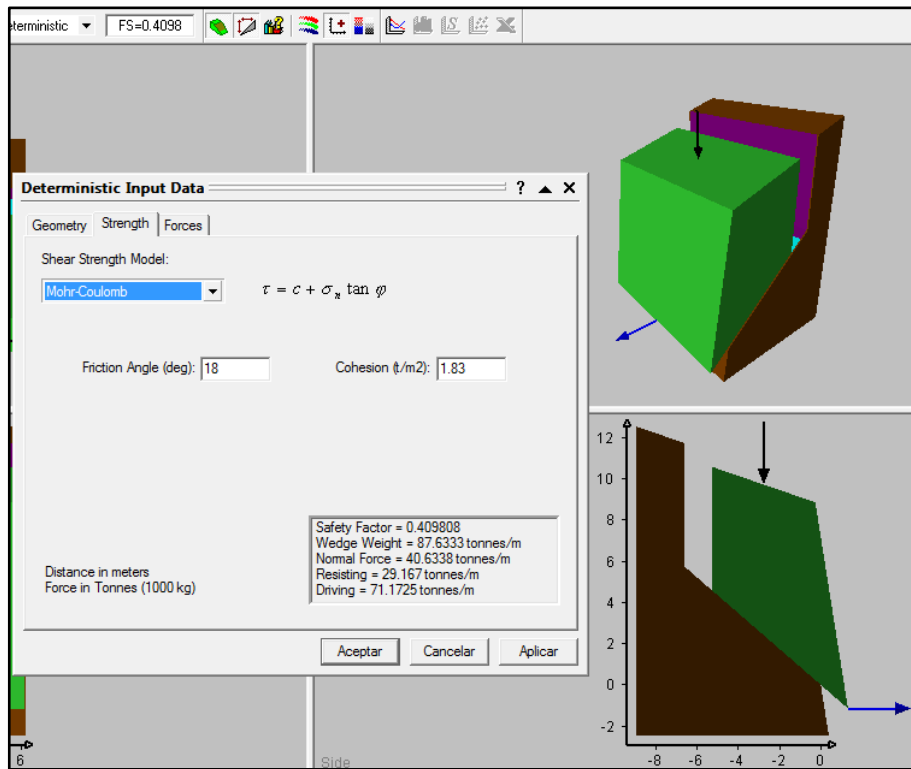 eterministic FS=0.4098
Deterministic Input Data ? ▲ X
Geometry Strength Forces
Shear Strength Model:
Mohr-Coulomb τ = c + σₙ tan φ
Friction Angle (deg): 18 Cohesion (t/m2): 1.83
Safety Factor = 0.409808
Wedge Weight = 87.6333 tonnes/m
Normal Force = 40.6338 tonnes/m
Resisting = 29.167 tonnes/m
Driving = 71.1725 tonnes/m
Distance in meters
Force in Tonnes (1000 kg)
Aceptar Cancelar Aplicar
12
10
8
6
4
2
0
-2
-8 -6 -4 -2 0
6
Side